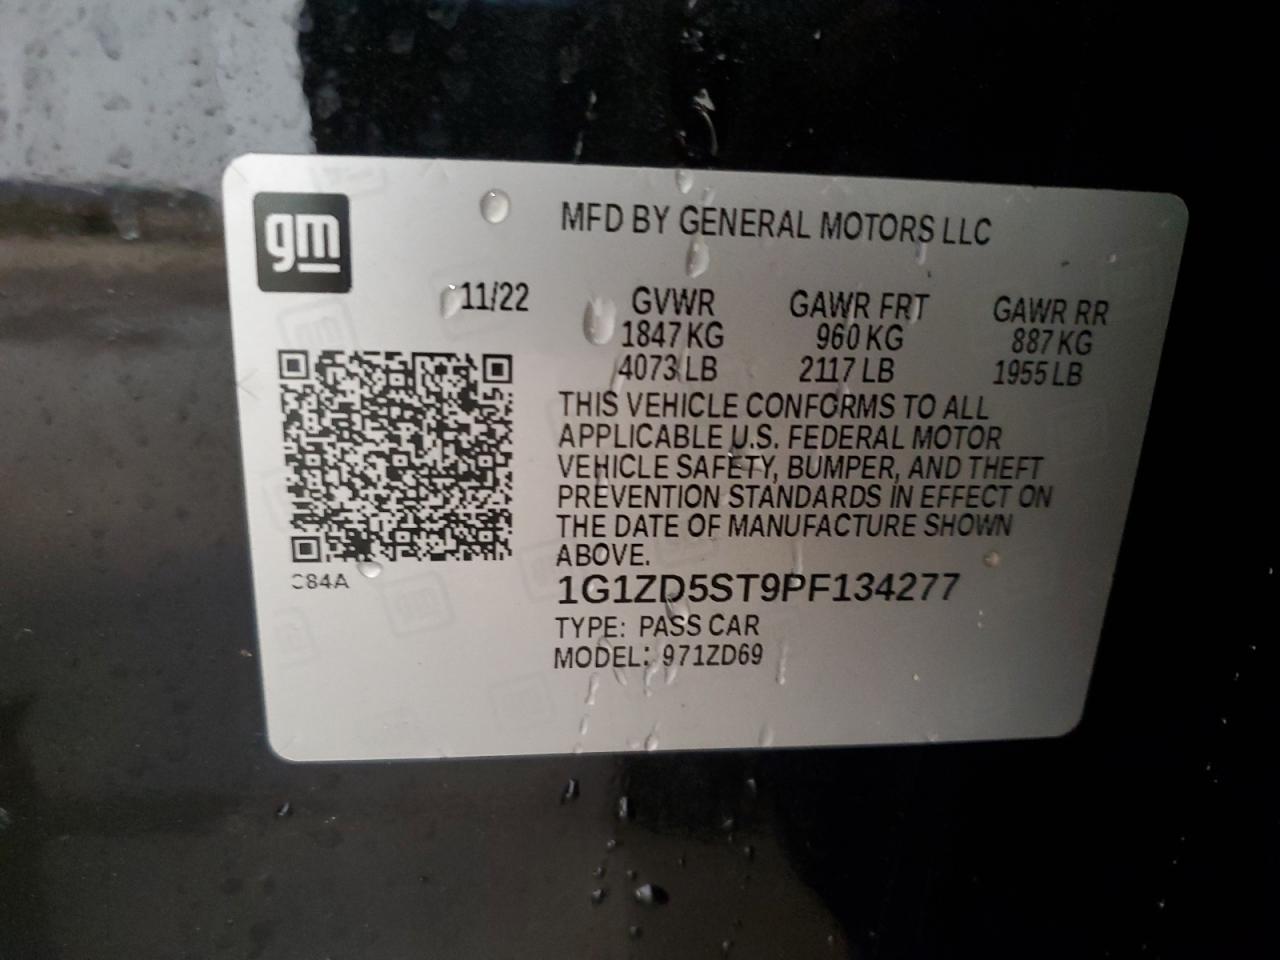 gm
MFD BY GENERAL MOTORS LLC
11/22
GVWR GAWR FRT GAWR RR
1847 KG 960 KG 887 KG
4073 LB 2117 LB 1955 LB
THIS VEHICLE CONFORMS TO ALL
APPLICABLE U.S. FEDERAL MOTOR
VEHICLE SAFETY, BUMPER, AND THEFT
PREVENTION STANDARDS IN EFFECT ON
THE DATE OF MANUFACTURE SHOWN
ABOVE.
1G1ZD5ST9PF134277
TYPE: PASS CAR
MODEL: 971ZD69